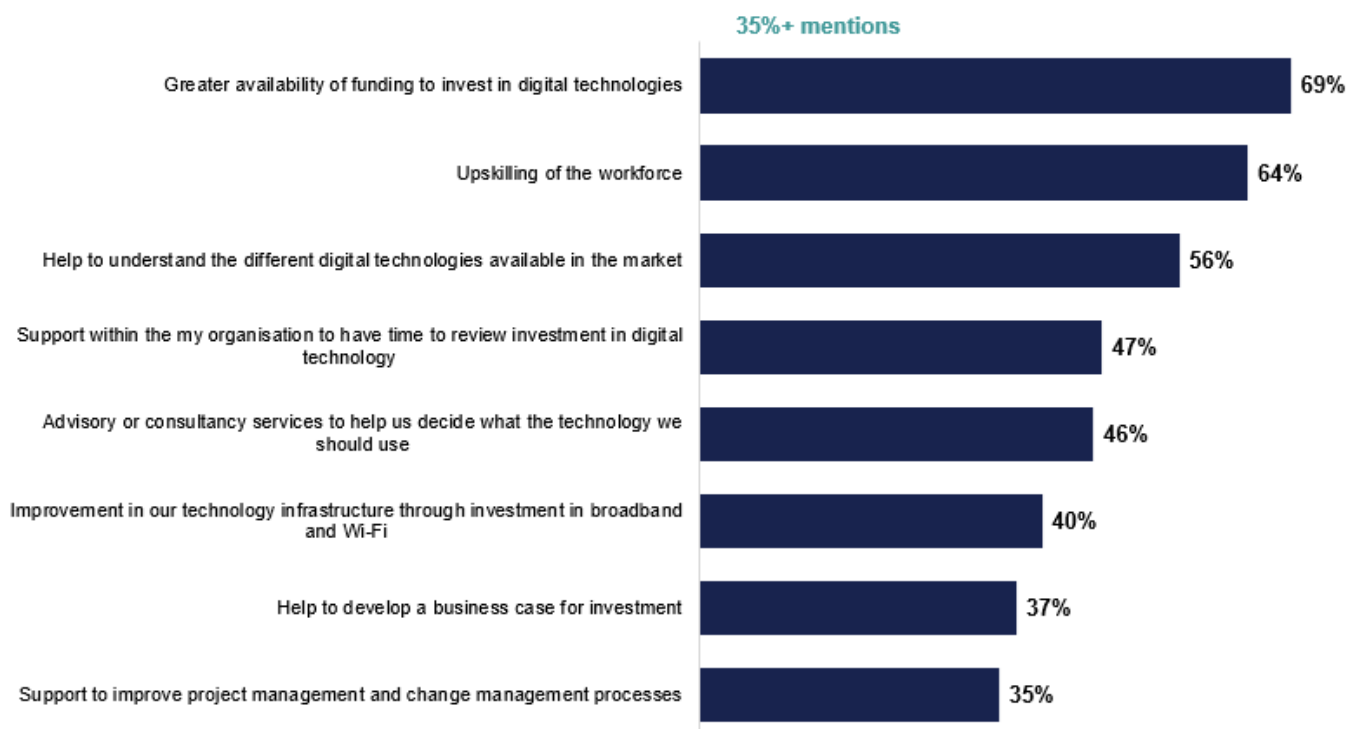 35%+ mentions
Greater availability of funding to invest in digital technologies
69%
Upskilling of the workforce
64%
Help to understand the different digital technologies available in the market
56%
Support within the my organisation to have time to review investment in digital
technology
47%
Advisory or consultancy services to help us decide what the technology we
should use
46%
Improvement in our technology infrastructure through investment in broadband
and Wi-Fi
40%
Help to develop a business case for investment
37%
Support to improve project management and change management processes
35%